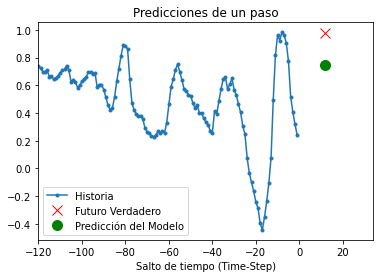 Predicciones de un paso
1.0
0.8
0.6
0.4
0.2
0.0
−0.2
−0.4
Historia
Futuro Verdadero
Predicción del Modelo
−120 −100 −80 −60 −40 −20 0 20
Salto de tiempo (Time-Step)